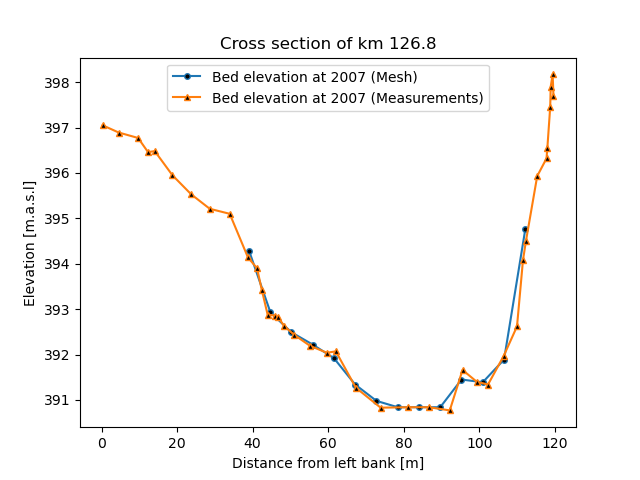 Cross section of km 126.8
Bed elevation at 2007 (Mesh)
Bed elevation at 2007 (Measurements)
398
397
396
395
394
393
392
391
Elevation [m.a.s.l]
0 20 40 60 80 100 120
Distance from left bank [m]